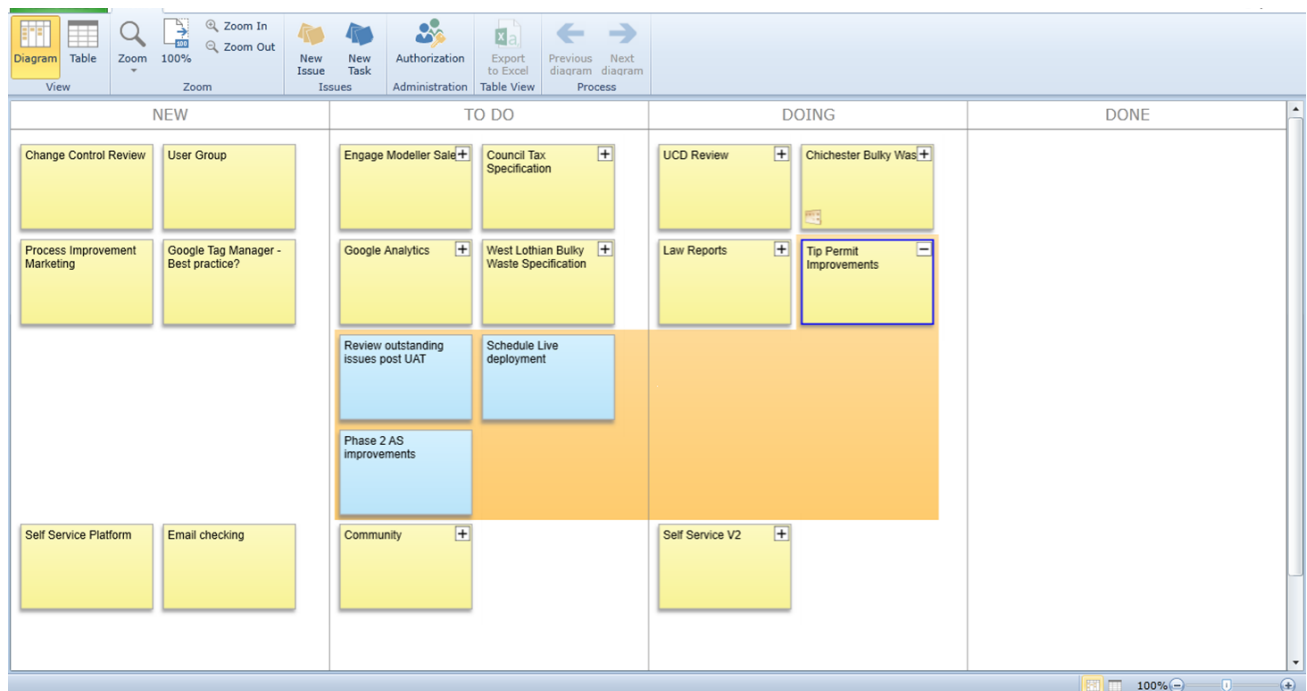 Zoom In
Zoom Out
Diagram
Table
Zoom
100%
New
Issue
New
Task
Authorization
Export
to Excel
Previous
diagram
Next
diagram
View
Zoom
Issues
Administration
Table View
Process
NEW
TO DO
DOING
DONE
Change Control Review
User Group
Engage Modeller Sale
Council Tax
Specification
UCD Review
Chichester Bulky Was
Process Improvement
Marketing
Google Tag Manager -
Best practice?
Google Analytics
West Lothian Bulky
Waste Specification
Law Reports
Tip Permit
Improvements
Review outstanding
issues post UAT
Schedule Live
deployment
Phase 2 AS
improvements
Self Service Platform
Email checking
Community
Self Service V2
100%